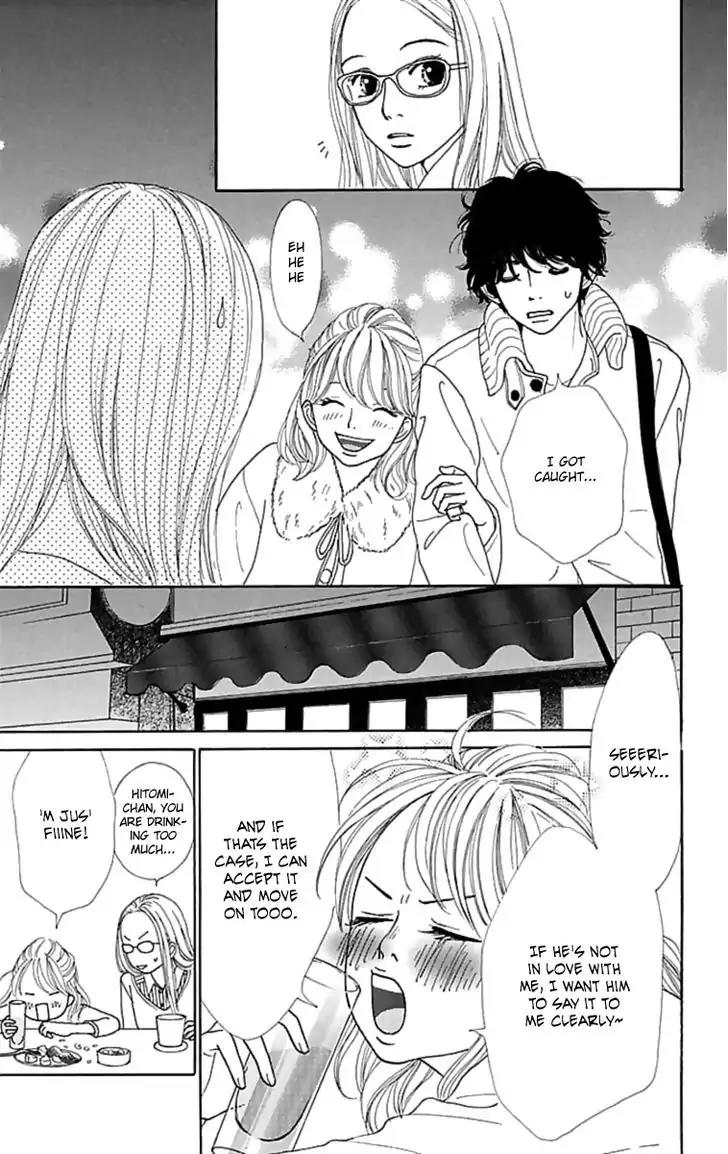 EH
HE
HE
I GOT
CAUGHT...
SEEERI-
OUSLY...
IF HE'S NOT
IN LOVE WITH
ME, I WANT HIM
TO SAY IT TO
ME CLEARLY~
AND IF
THATS THE
CASE, I CAN
ACCEPT IT
AND MOVE
ON TOOO.
HITOMI-
CHAN, YOU
ARE DRINK-
ING TOO
MUCH...
'M JUS'
FIIINE!